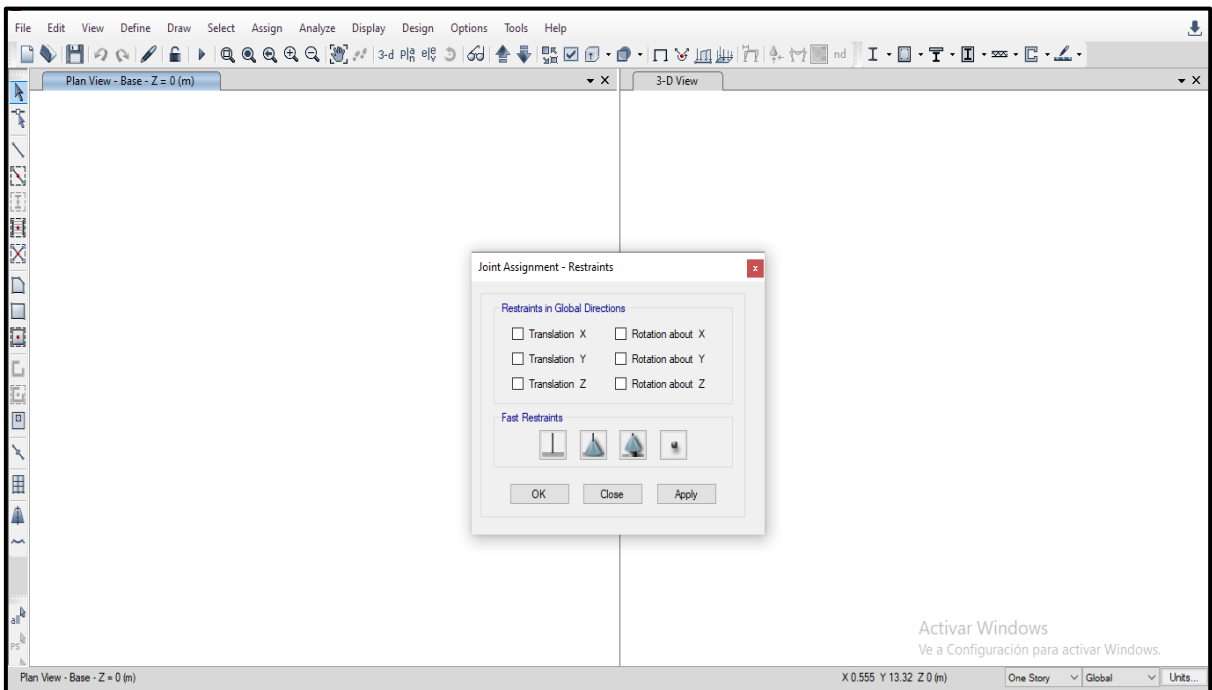 File Edit View Define Draw Select Assign Analyze Display Design Options Tools Help
3-d nd
Plan View - Base - Z = 0 (m)
3-D View
Joint Assignment - Restraints
Restraints in Global Directions
Translation X Rotation about X
Translation Y Rotation about Y
Translation Z Rotation about Z
Fast Restraints
OK Close Apply
all
PS
Activar Windows
Ve a Configuración para activar Windows.
Plan View - Base - Z = 0 (m) X 0.555 Y 13.32 Z 0 (m) One Story Global Units...